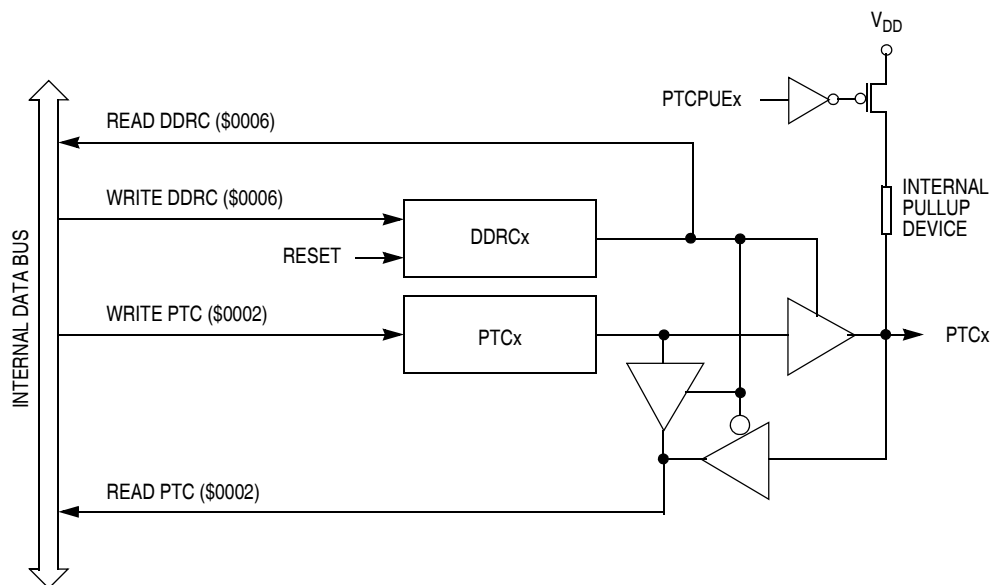 VDD
PTCPUEx
READ DDRC ($0006)
WRITE DDRC ($0006)
INTERNAL
PULLUP
DEVICE
DDRCx
RESET
INTERNAL DATA BUS
WRITE PTC ($0002)
PTCx
PTCx
READ PTC ($0002)